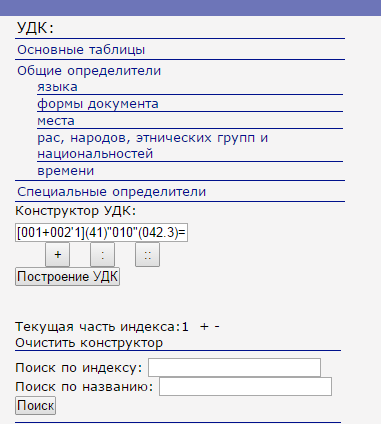 УДК:
Основные таблицы
Общие определители
языка
формы документа
места
рас, народов, этнических групп и
национальностей
времени
Специальные определители
Конструктор УДК:
[001+002'1](41)"010"(042.3)=
+ : ::
Построение УДК
Текущая часть индекса:1 + -
Очистить конструктор
Поиск по индексу:
Поиск по названию:
Поиск